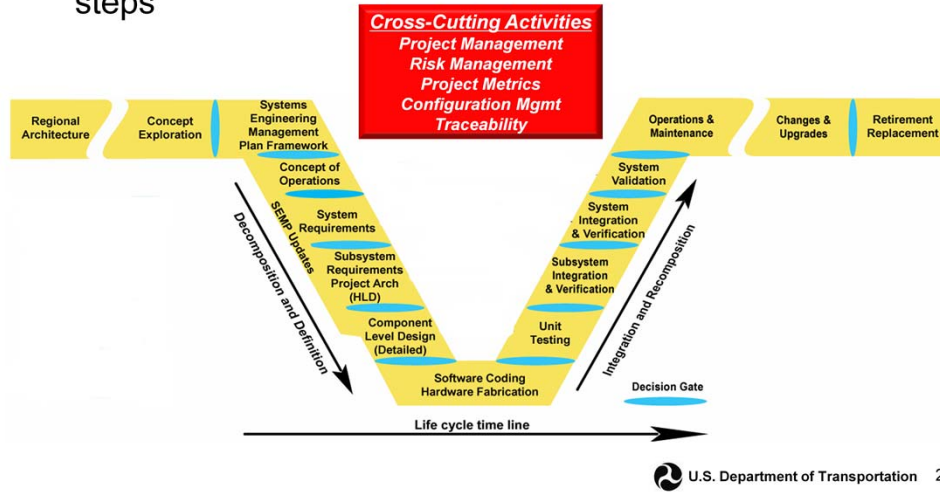 steps
Cross-Cutting Activities
Project Management
Risk Management
Project Metrics
Configuration Mgmt
Traceability
Regional
Architecture
Concept
Exploration
Systems
Engineering
Management
Plan Framework
Concept of
Operations
System
Requirements
SEMP Updates
Subsystem
Requirements
Project Arch
(HLD)
Component
Level Design
(Detailed)
Decomposition and Definition
Software Coding
Hardware Fabrication
Unit
Testing
Subsystem
Integration
& Verification
System
Integration
& Verification
System
Validation
Operations &
Maintenance
Changes &
Upgrades
Retirement
Replacement
Integration and Recomposition
Decision Gate
Life cycle time line
U.S. Department of Transportation
2